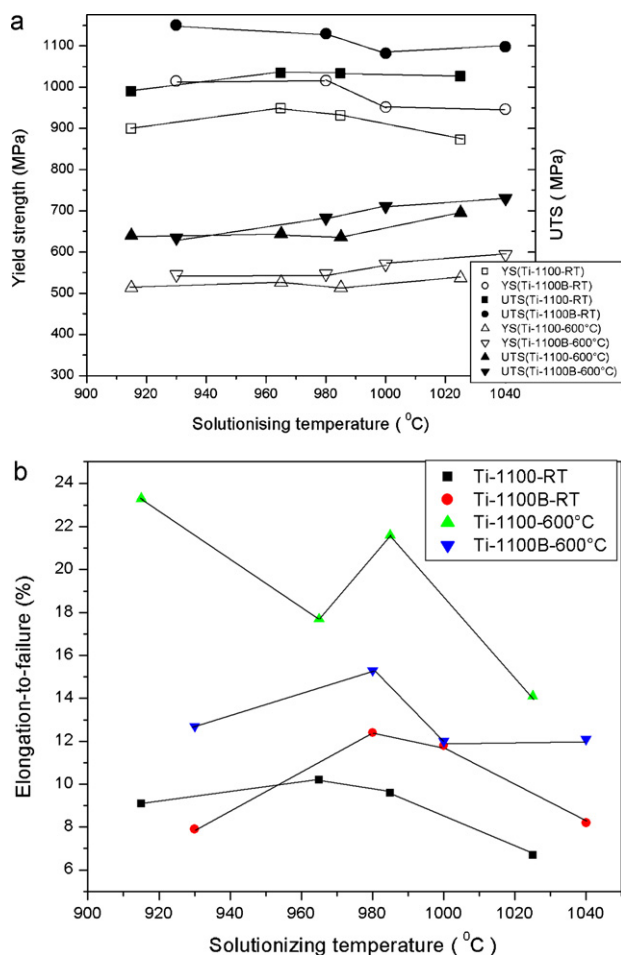 a
1100
1000
900
800
700
600
500
400
300
Yield strength (MPa)
UTS ( MPa)
YS(Ti-1100-RT)
YS(Ti-1100B-RT)
UTS(Ti-1100-RT)
UTS(Ti-1100B-RT)
YS(Ti-1100-600°C)
YS(Ti-1100B-600°C)
UTS(Ti-1100-600°C)
UTS(Ti-1100B-600°C)
900 920 940 960 980 1000 1020 1040
Solutionising temperature ( ⁰C)
b
24
22
20
18
16
14
12
10
8
6
Elongation-to-failure (%)
Ti-1100-RT
Ti-1100B-RT
Ti-1100-600°C
Ti-1100B-600°C
900 920 940 960 980 1000 1020 1040
Solutionizing temperature ( ⁰C)